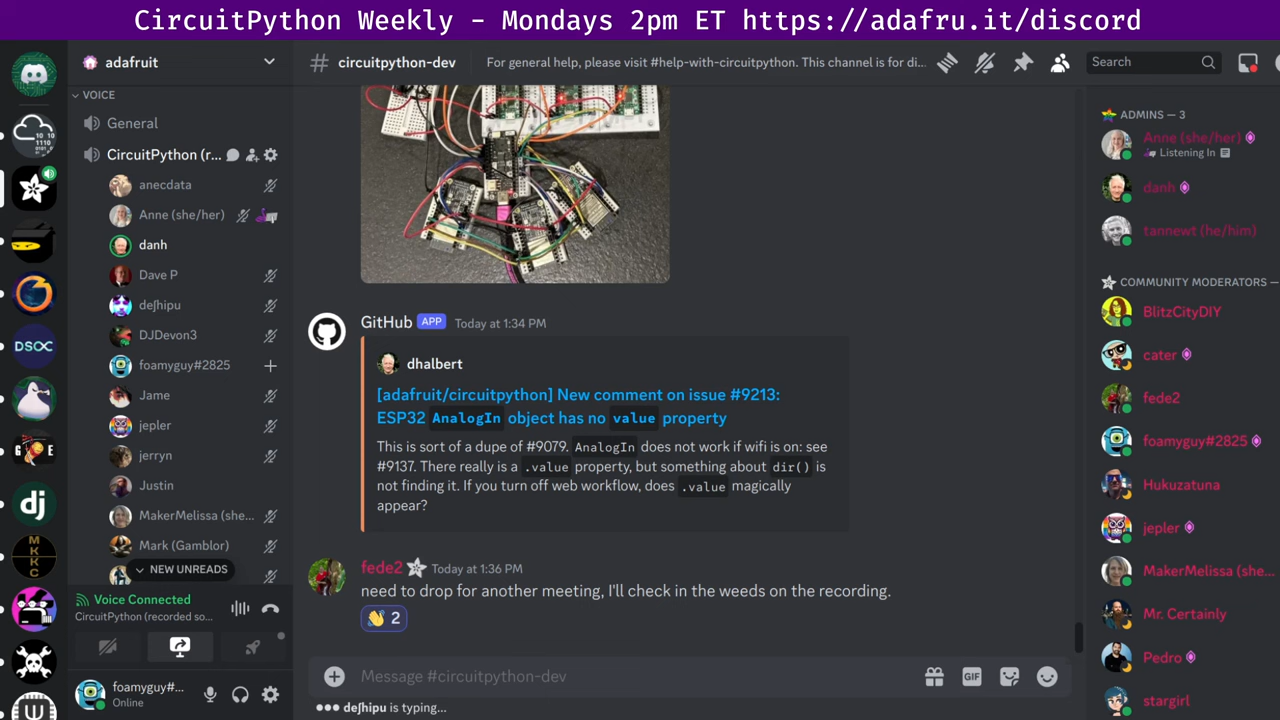 CircuitPython Weekly - Mondays 2pm ET https://adafru.it/discord
adafruit
VOICE
General
CircuitPython (r...
anecdata
Anne (she/her)
danh
Dave P
deʃhipu
DJDevon3
foamyguy#2825
Jame
jepler
jerryn
Justin
MakerMelissa (she...
Mark (Gamblor)
NEW UNREADS
Voice Connected
CircuitPython (recorded so...
foamyguy#...
Online
DSOC
dj
MKKC
# circuitpython-dev
For general help, please visit #help-with-circuitpython. This channel is for di...
Search
GitHub APP Today at 1:34 PM
dhalbert
[adafruit/circuitpython] New comment on issue #9213:
ESP32 AnalogIn object has no value property
This is sort of a dupe of #9079. AnalogIn does not work if wifi is on: see
#9137. There really is a .value property, but something about dir() is
not finding it. If you turn off web workflow, does .value magically
appear?
fede2 Today at 1:36 PM
need to drop for another meeting, I'll check in the weeds on the recording.
2
Message #circuitpython-dev
GIF
deʃhipu is typing...
ADMINS — 3
Anne (she/her)
Listening In
danh
tannewt (he/him)
COMMUNITY MODERATORS —
BlitzCityDIY
cater
fede2
foamyguy#2825
Hukuzatuna
jepler
MakerMelissa (she...
Mr. Certainly
Pedro
stargirl